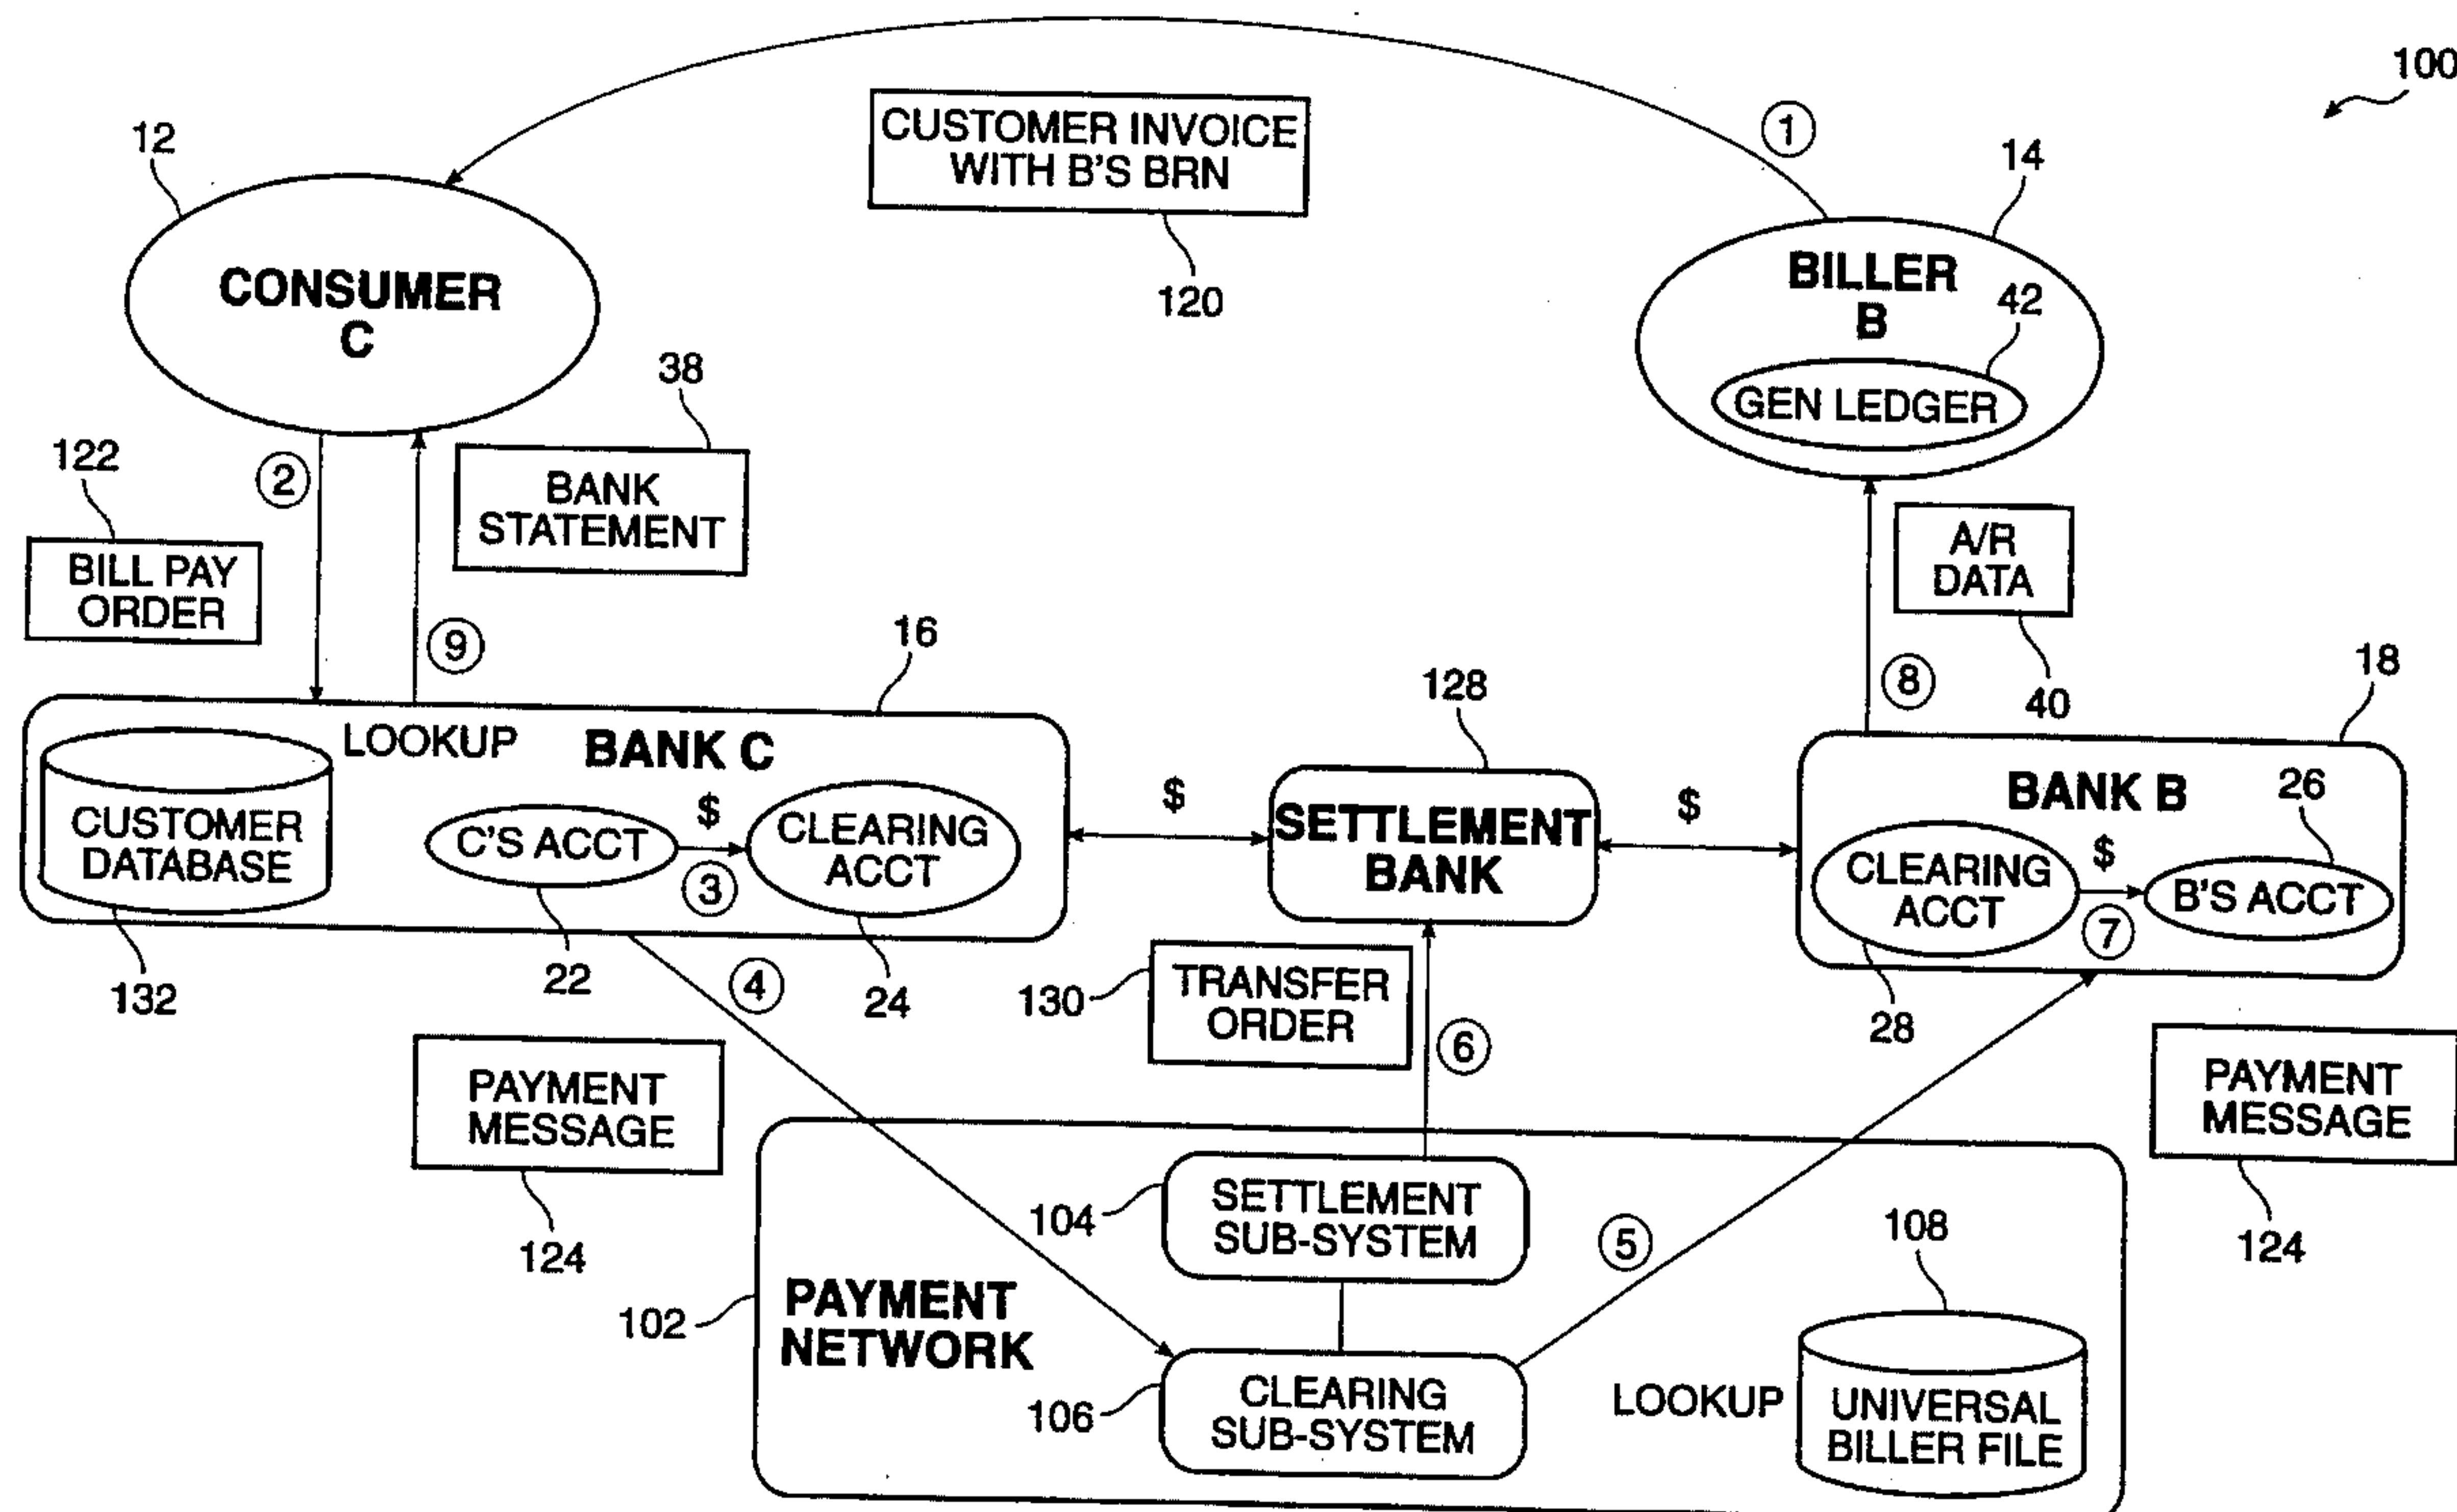 100
1
CUSTOMER INVOICE
WITH B'S BRN
120
12
CONSUMER
C
14
BILLER
B
42
GEN LEDGER
38
BANK
STATEMENT
122
2
BILL PAY
ORDER
9
A/R
DATA
40
8
16
LOOKUP
BANK C
CUSTOMER
DATABASE
132
C'S ACCT
22
$
3
CLEARING
ACCT
24
$
128
SETTLEMENT
BANK
$
18
BANK B
26
CLEARING
ACCT
28
$
7
B'S ACCT
4
PAYMENT
MESSAGE
124
130
TRANSFER
ORDER
6
PAYMENT
MESSAGE
124
102
PAYMENT
NETWORK
104
SETTLEMENT
SUB-SYSTEM
5
106
CLEARING
SUB-SYSTEM
108
LOOKUP
UNIVERSAL
BILLER FILE